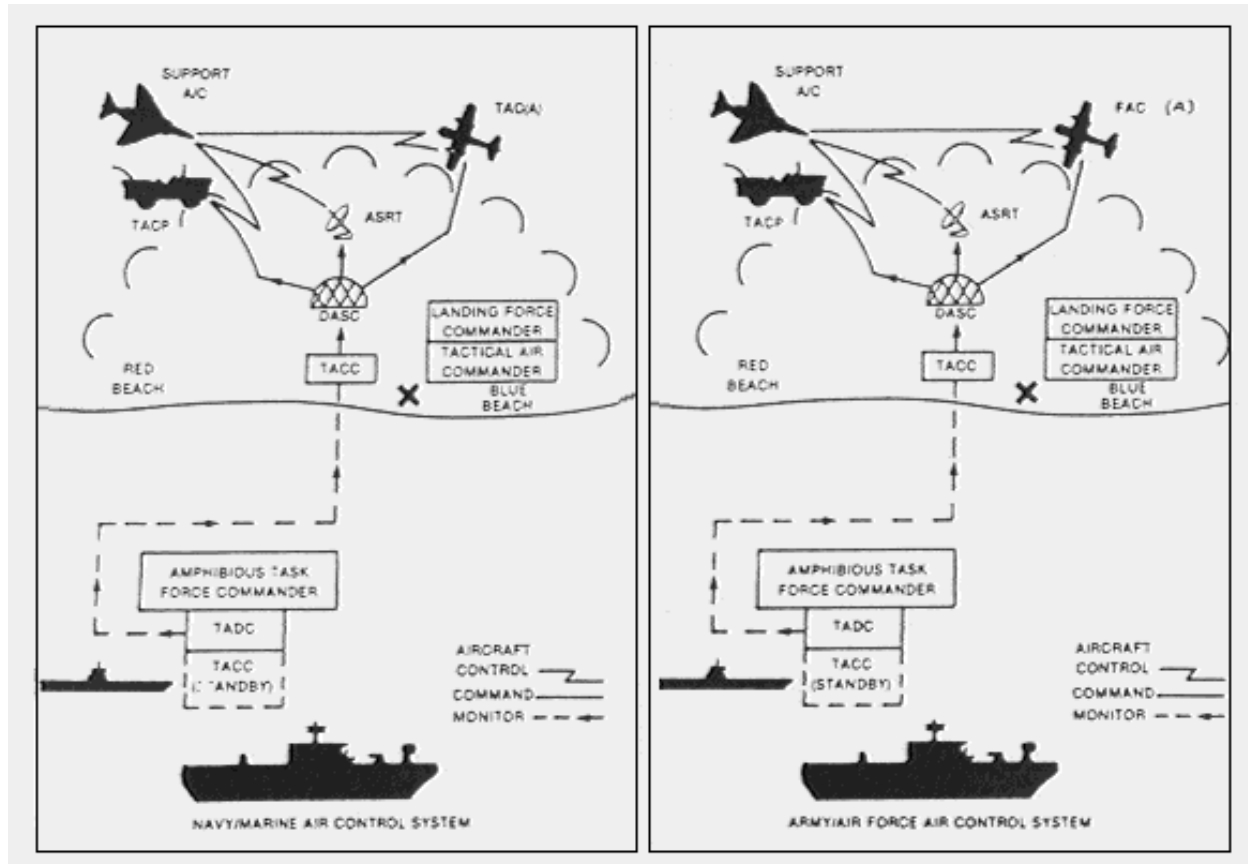 SUPPORT
A/C
TAC(A)
TACP
ASRT
DASC
LANDING FORCE
COMMANDER
TACTICAL AIR
COMMANDER
TACC
RED
BEACH
BLUE
BEACH
AMPHIBIOUS TASK
FORCE COMMANDER
TADC
TACC
(STANDBY)
AIRCRAFT
CONTROL
COMMAND
MONITOR
NAVY/MARINE AIR CONTROL SYSTEM
SUPPORT
A/C
FAC (A)
TACP
ASRT
DASC
LANDING FORCE
COMMANDER
TACTICAL AIR
COMMANDER
TACC
RED
BEACH
BLUE
BEACH
AMPHIBIOUS TASK
FORCE COMMANDER
TADC
TACC
(STANDBY)
AIRCRAFT
CONTROL
COMMAND
MONITOR
ARMY/AIR FORCE AIR CONTROL SYSTEM